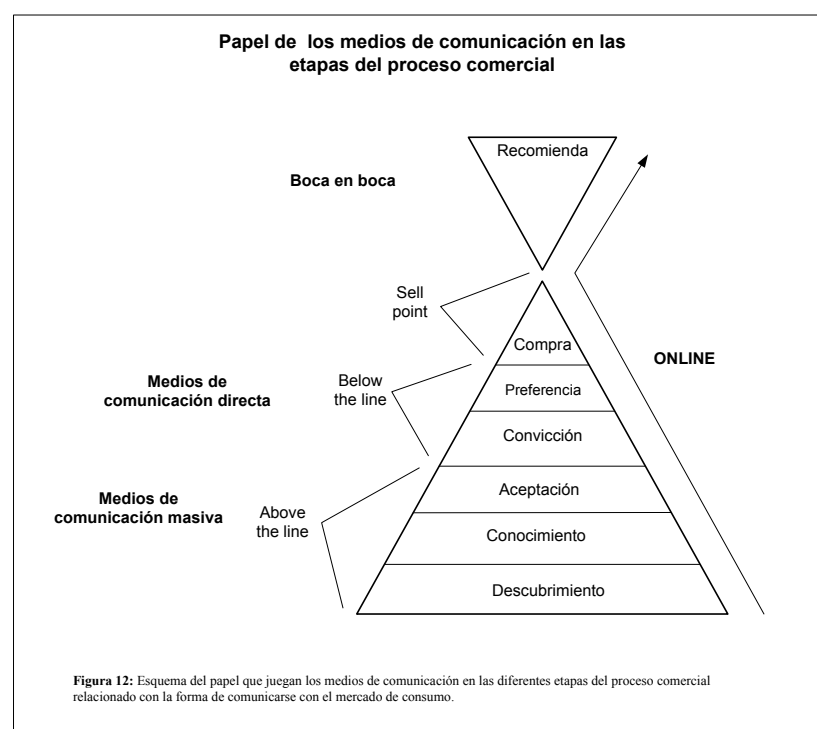 Papel de los medios de comunicación en las
etapas del proceso comercial
Recomienda
Boca en boca
Sell
point
Compra
ONLINE
Medios de
comunicación directa
Below
the line
Preferencia
Convicción
Medios de
comunicación masiva
Above
the line
Aceptación
Conocimiento
Descubrimiento
Figura 12: Esquema del papel que juegan los medios de comunicación en las diferentes etapas del proceso comercial
relacionado con la forma de comunicarse con el mercado de consumo.